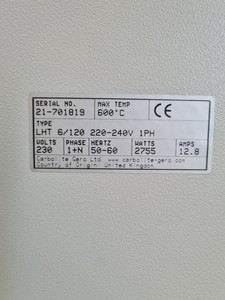 SERIAL NO. MAX TEMP
21-701819 600°C CE
TYPE
LHT 6/120 220-240V 1PH
VOLTS PHASE HERTZ WATTS AMPS
230 1+N 50-60 2755 12.8
Carbolite Gero Ltd. www.carbolite-gero.com
Country of Origin: United Kingdom